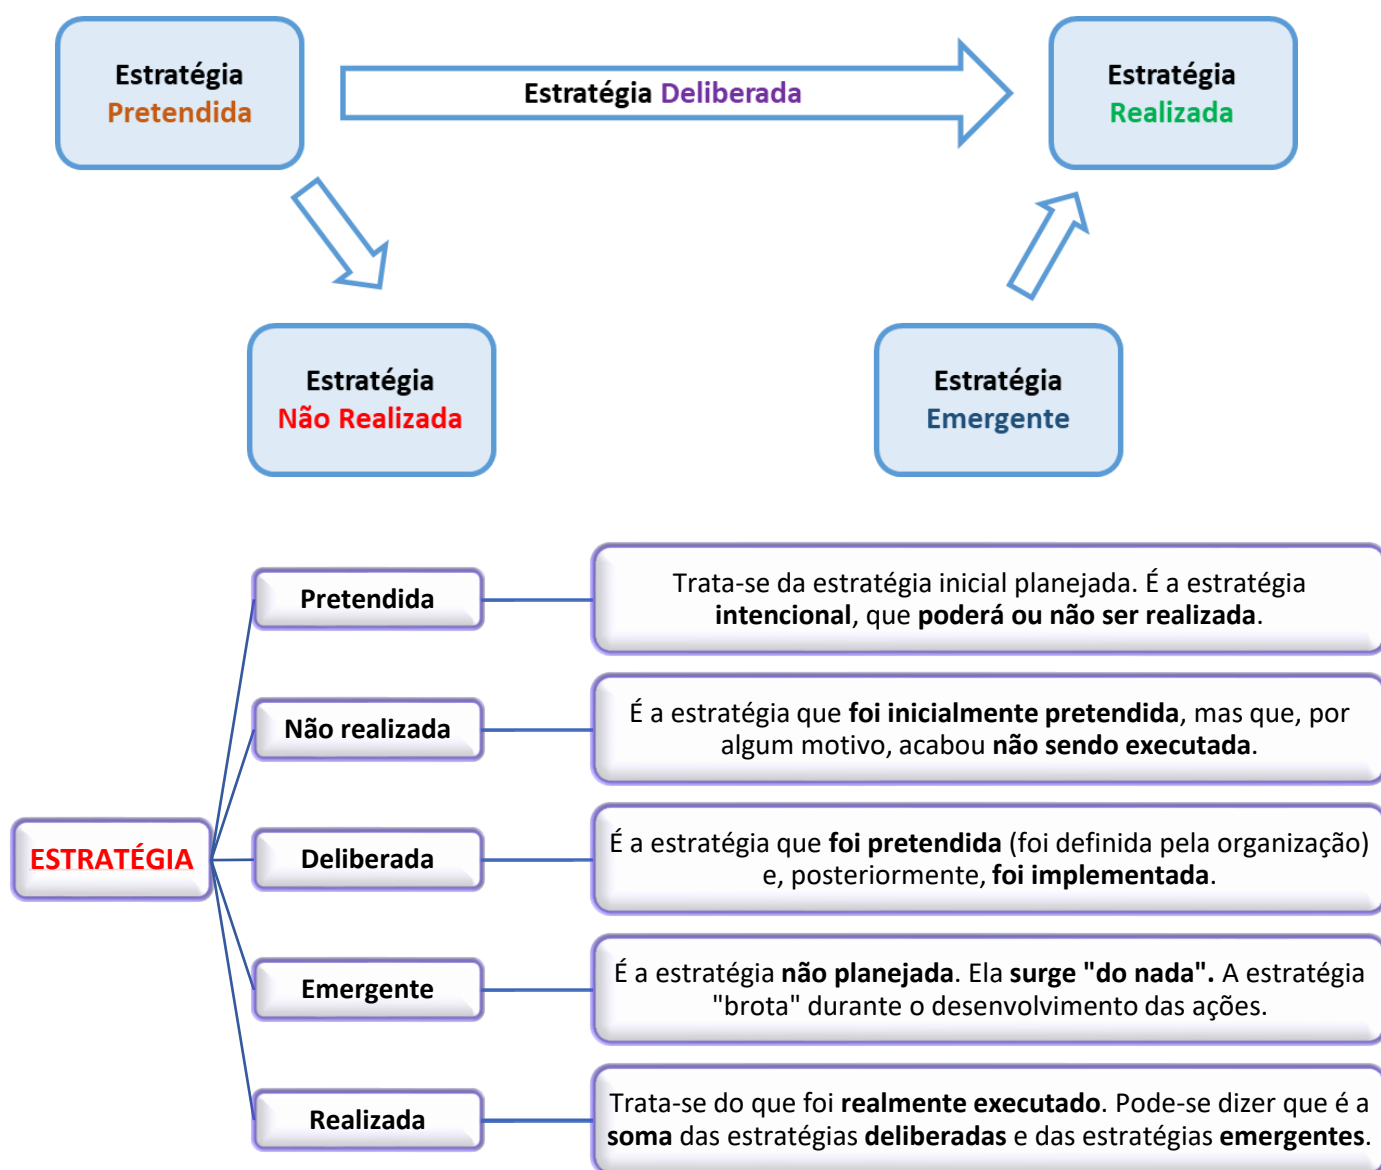 Estratégia
Pretendida
Estratégia Deliberada
Estratégia
Realizada
Estratégia
Não Realizada
Estratégia
Emergente
ESTRATÉGIA
Pretendida
Trata-se da estratégia inicial planejada. É a estratégia
intencional, que poderá ou não ser realizada.
Não realizada
É a estratégia que foi inicialmente pretendida, mas que, por
algum motivo, acabou não sendo executada.
Deliberada
É a estratégia que foi pretendida (foi definida pela organização)
e, posteriormente, foi implementada.
Emergente
É a estratégia não planejada. Ela surge "do nada". A estratégia
"brota" durante o desenvolvimento das ações.
Realizada
Trata-se do que foi realmente executado. Pode-se dizer que é a
soma das estratégias deliberadas e das estratégias emergentes.